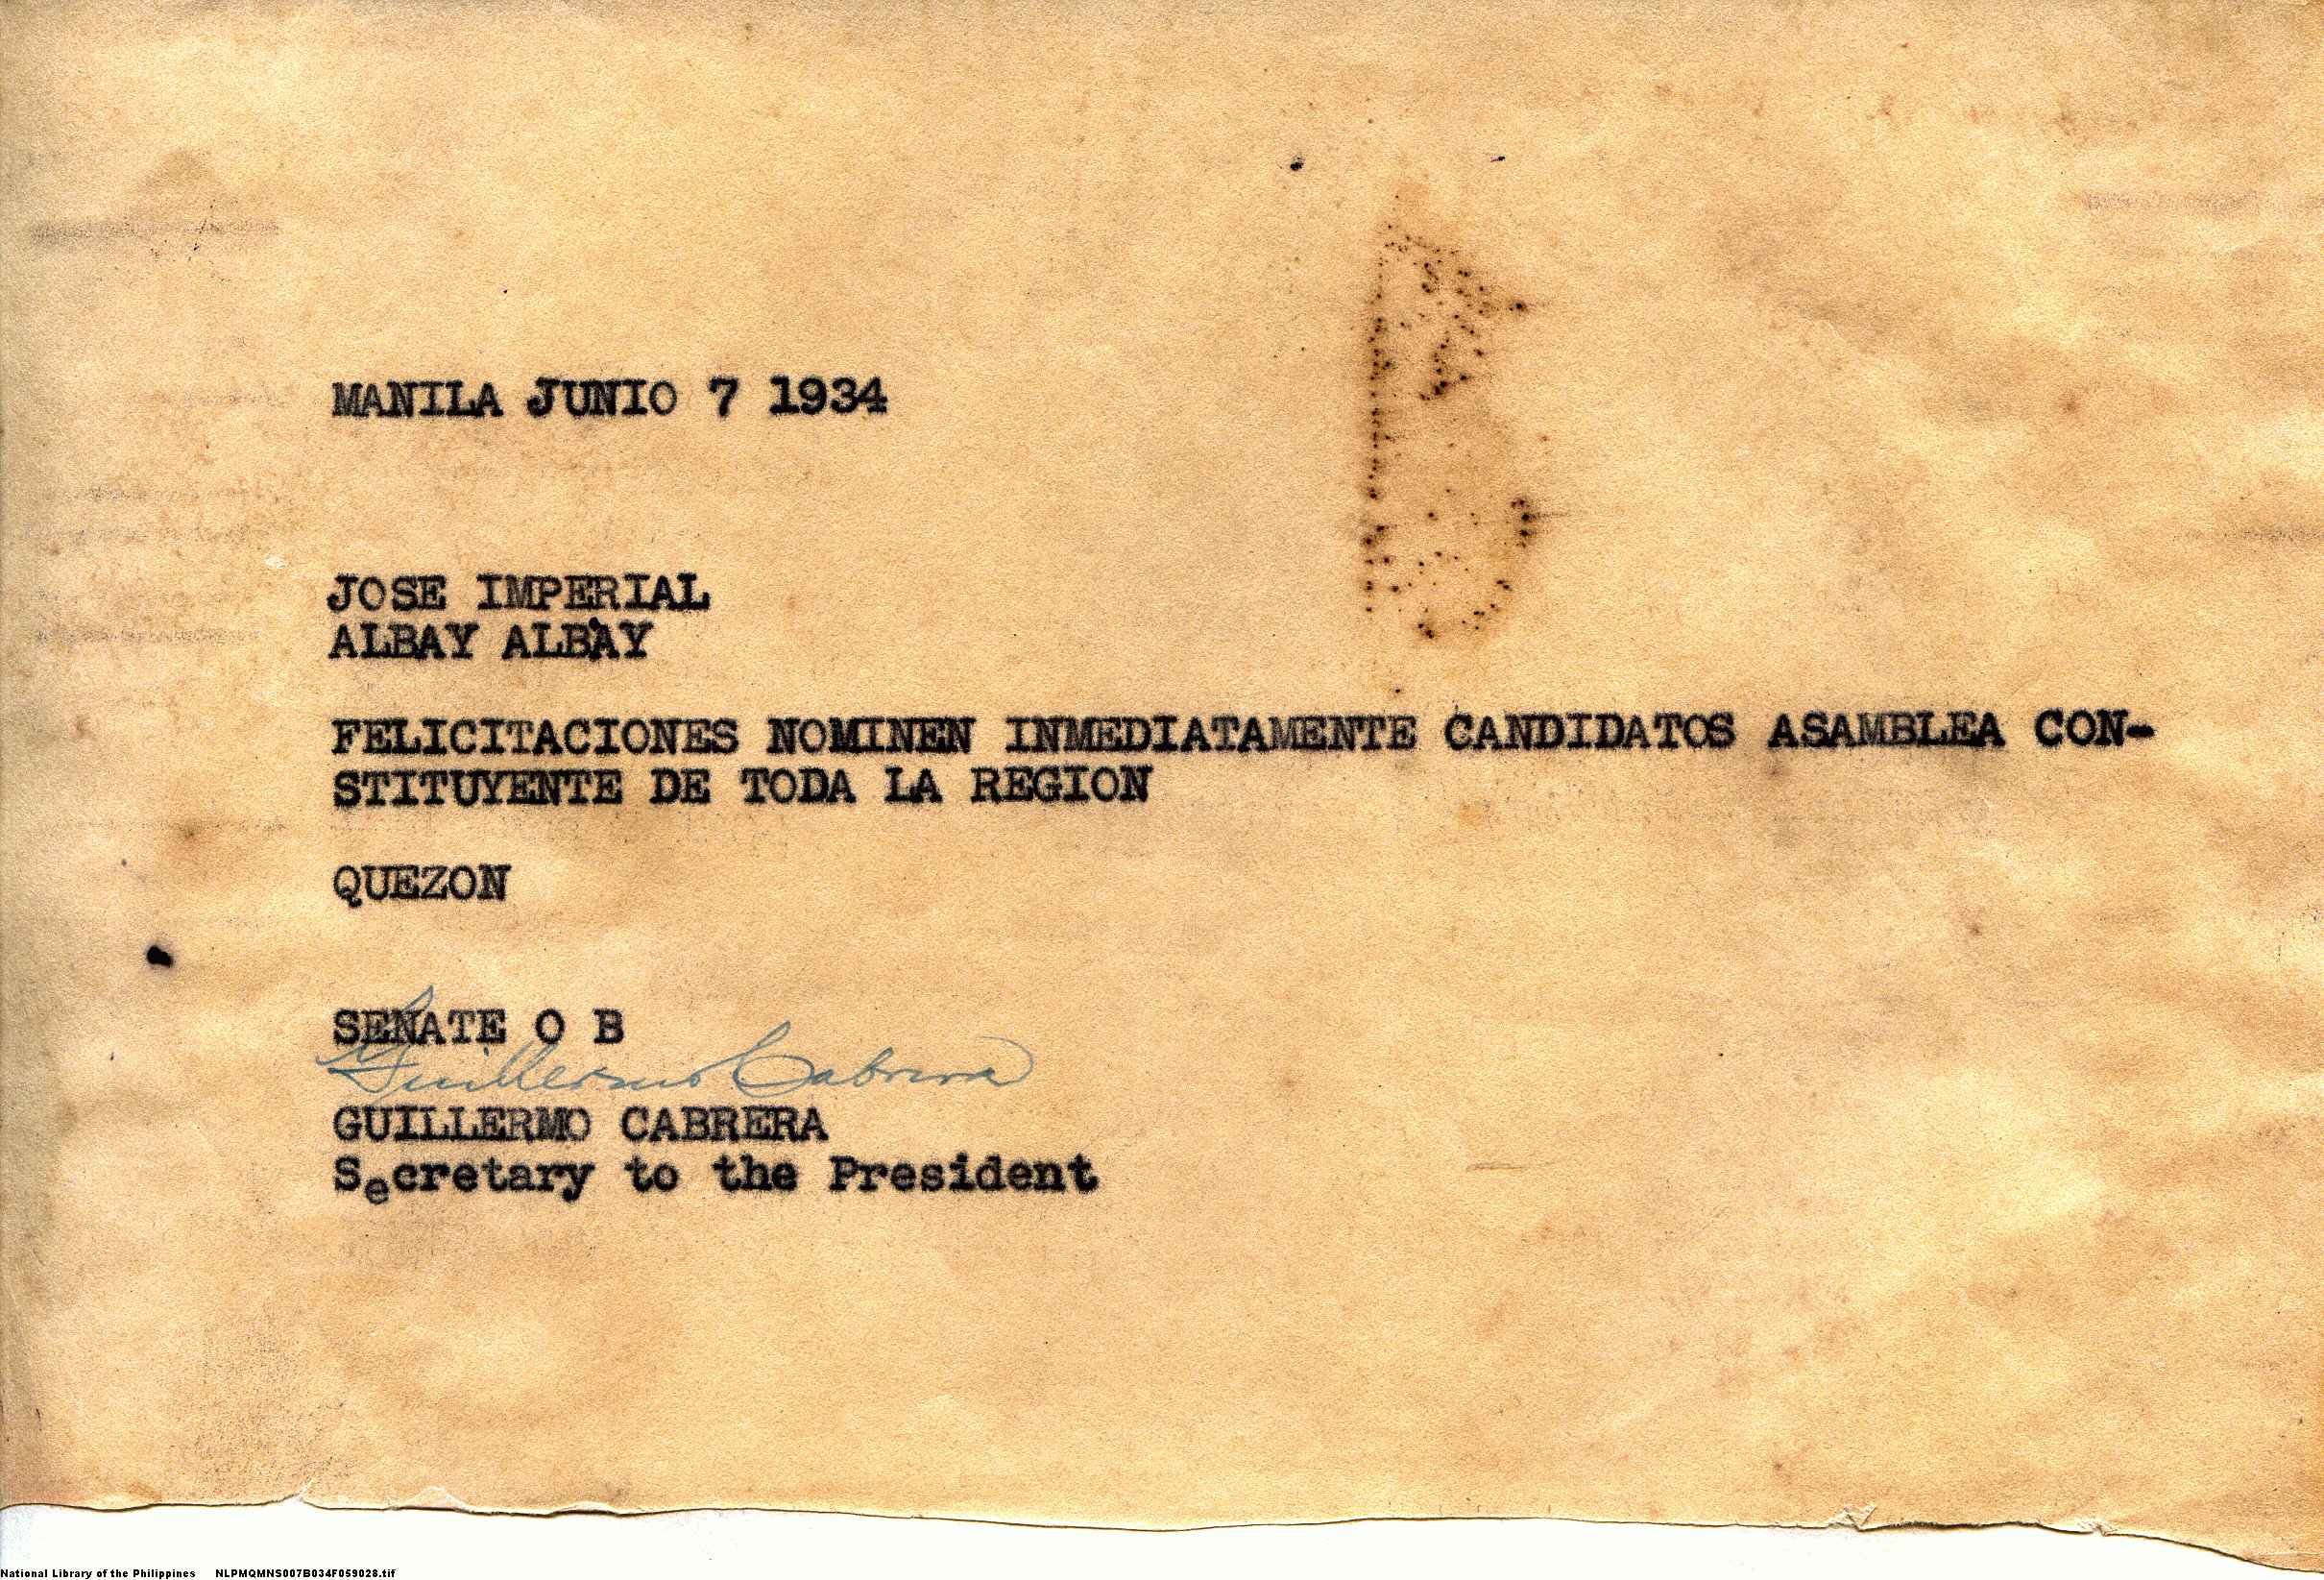 MANILA JUNIO 7 1934
JOSE IMPERIAL
ALBAY ALBAY
FELICITACIONES NOMINEN INMEDIATAMENTE CANDIDATOS ASAMBLEA CON-
STITUYENTE DE TODA LA REGION
QUEZON
SENATE O B
Guillermo Cabrera
GUILLERMO CABRERA
Secretary to the President
National Library of the Philippines NLPMQMNS007B034F059028.tif